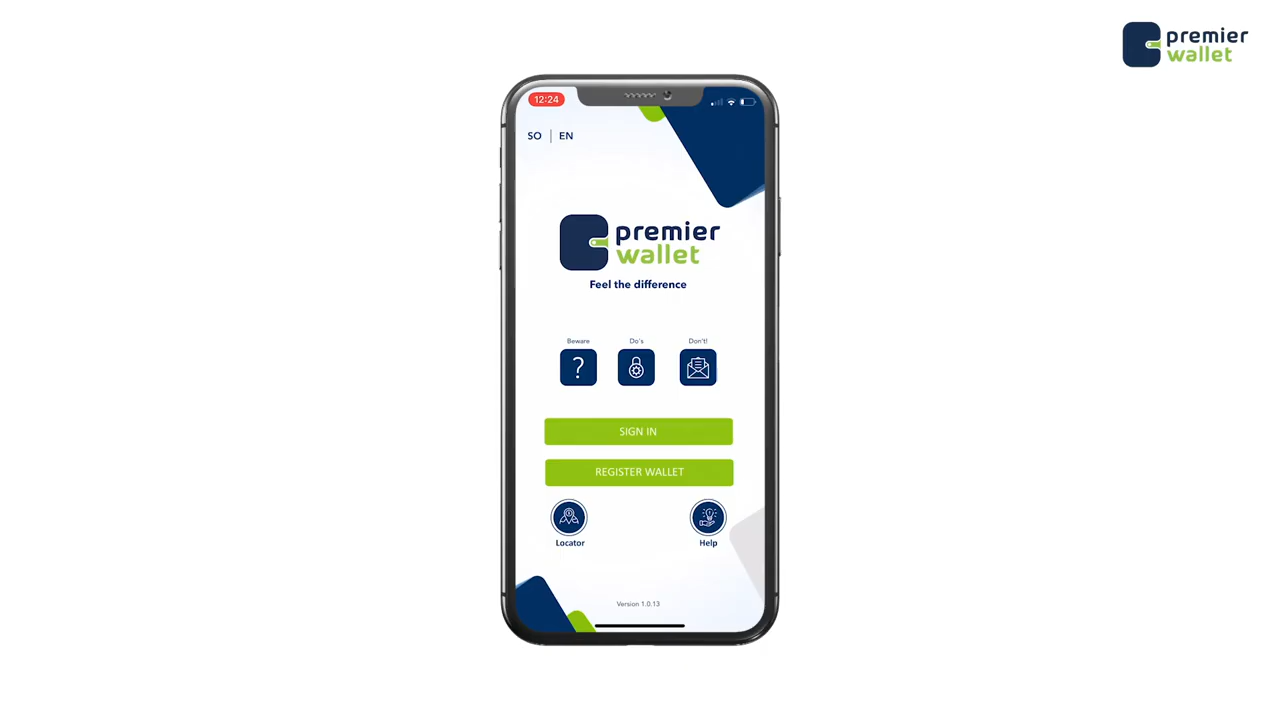 premier
wallet
12:24
SO | EN
premier
wallet
Feel the difference
Beware
Do's
Don't!
?
SIGN IN
REGISTER WALLET
Locator
Help
Version 1.0.13